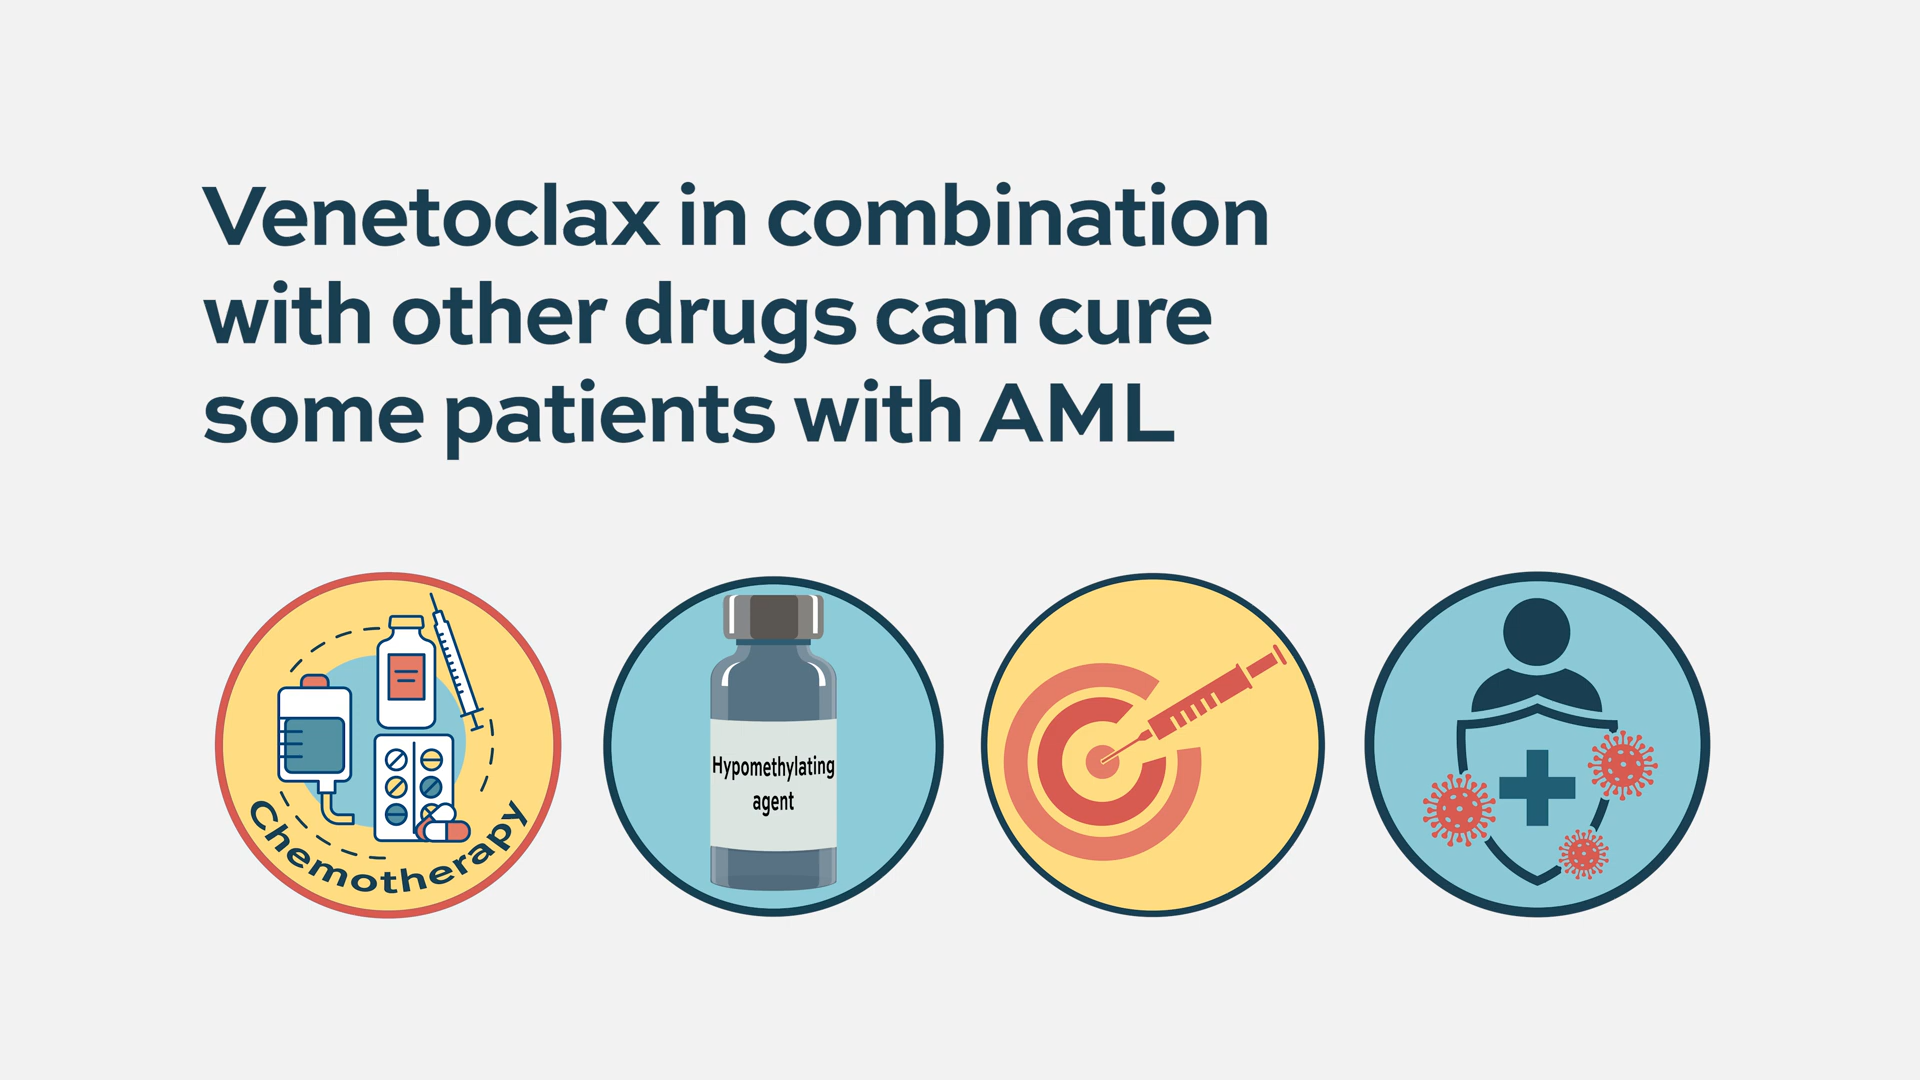 Venetoclax in combination
with other drugs can cure
some patients with AML
Chemotherapy
Hypomethylating
agent